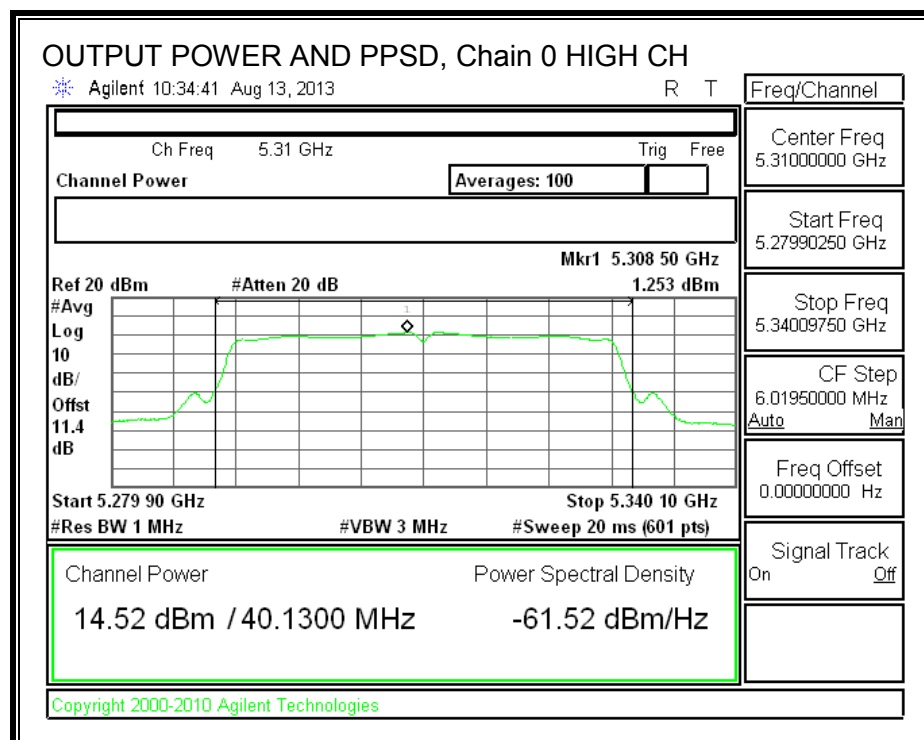 OUTPUT POWER AND PPSD, Chain 0 HIGH CH
Agilent 10:34:41 Aug 13, 2013 R T
Freq/Channel
Ch Freq 5.31 GHz Trig Free
Channel Power Averages: 100
Mkr1 5.308 50 GHz
Ref 20 dBm #Atten 20 dB 1.253 dBm
#Avg
Log
10
dB/
Offst
11.4
dB
1
Start 5.279 90 GHz Stop 5.340 10 GHz
#Res BW 1 MHz #VBW 3 MHz #Sweep 20 ms (601 pts)
Channel Power Power Spectral Density
14.52 dBm / 40.1300 MHz -61.52 dBm/Hz
Copyright 2000-2010 Agilent Technologies
Center Freq
5.31000000 GHz
Start Freq
5.27990250 GHz
Stop Freq
5.34009750 GHz
CF Step
6.01950000 MHz
Auto Man
Freq Offset
0.00000000 Hz
Signal Track
On Off